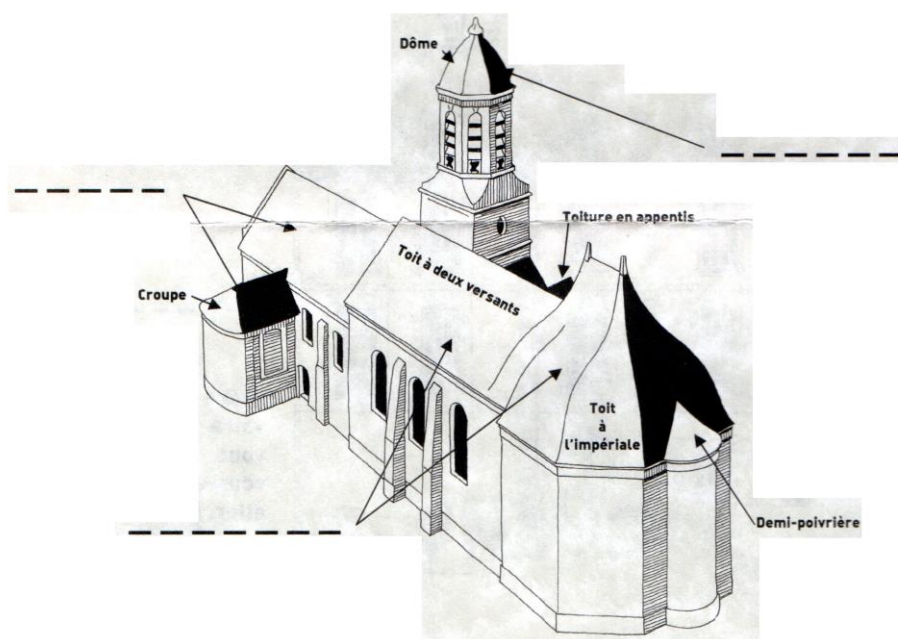 Dôme
Toiture en appentis
Toit à deux versants
Croupe
Toit
à
l'impériale
Demi-poivrière